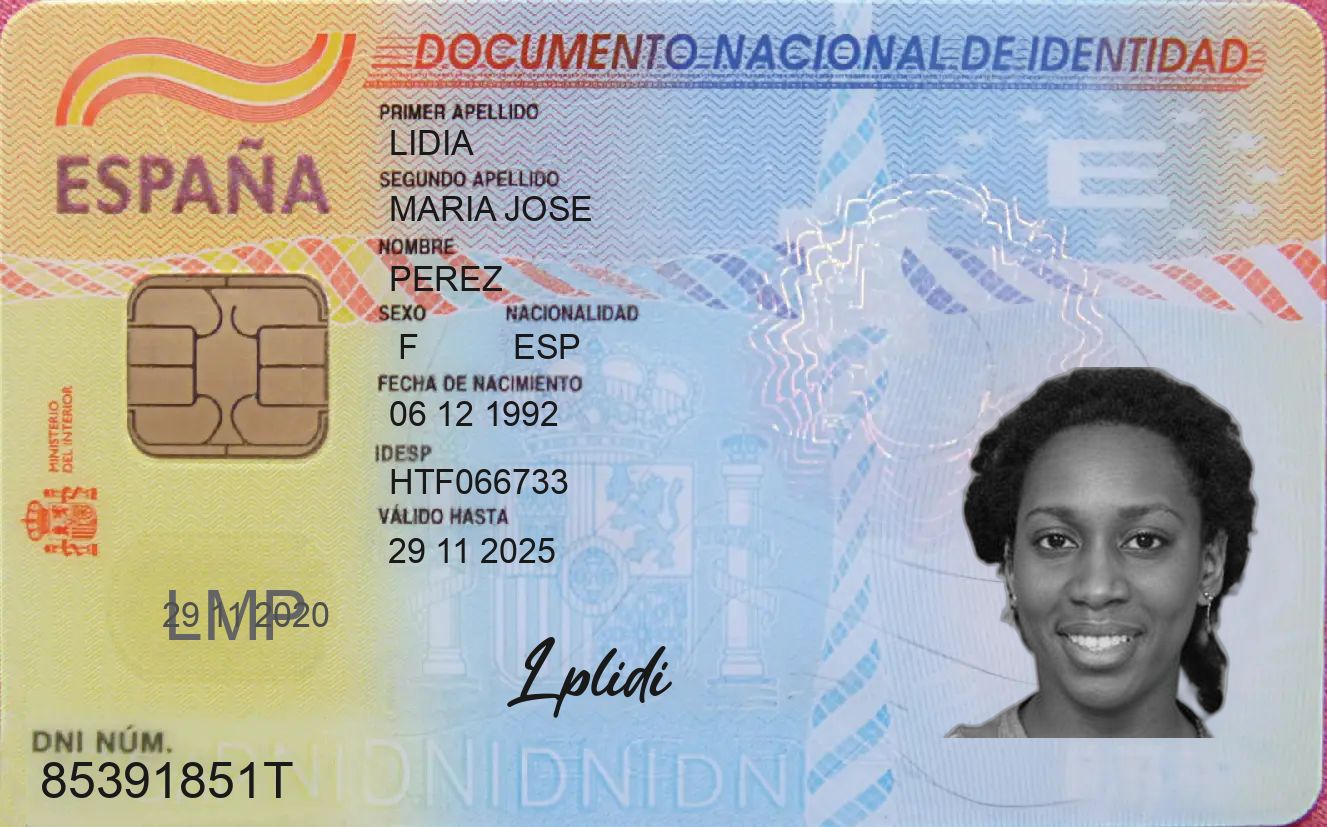 DOCUMENTO NACIONAL DE IDENTIDAD
ESPAÑA
PRIMER APELLIDO
LIDIA
SEGUNDO APELLIDO
MARIA JOSE
NOMBRE
PEREZ
SEXO NACIONALIDAD
F ESP
FECHA DE NACIMIENTO
06 12 1992
IDESP
HTF066733
VÁLIDO HASTA
29 11 2025
E
MINISTERIO
DEL INTERIOR
29 11 2020
LMP
Lplidi
DNI NÚM.
85391851T
DNIDNIDNIDNI